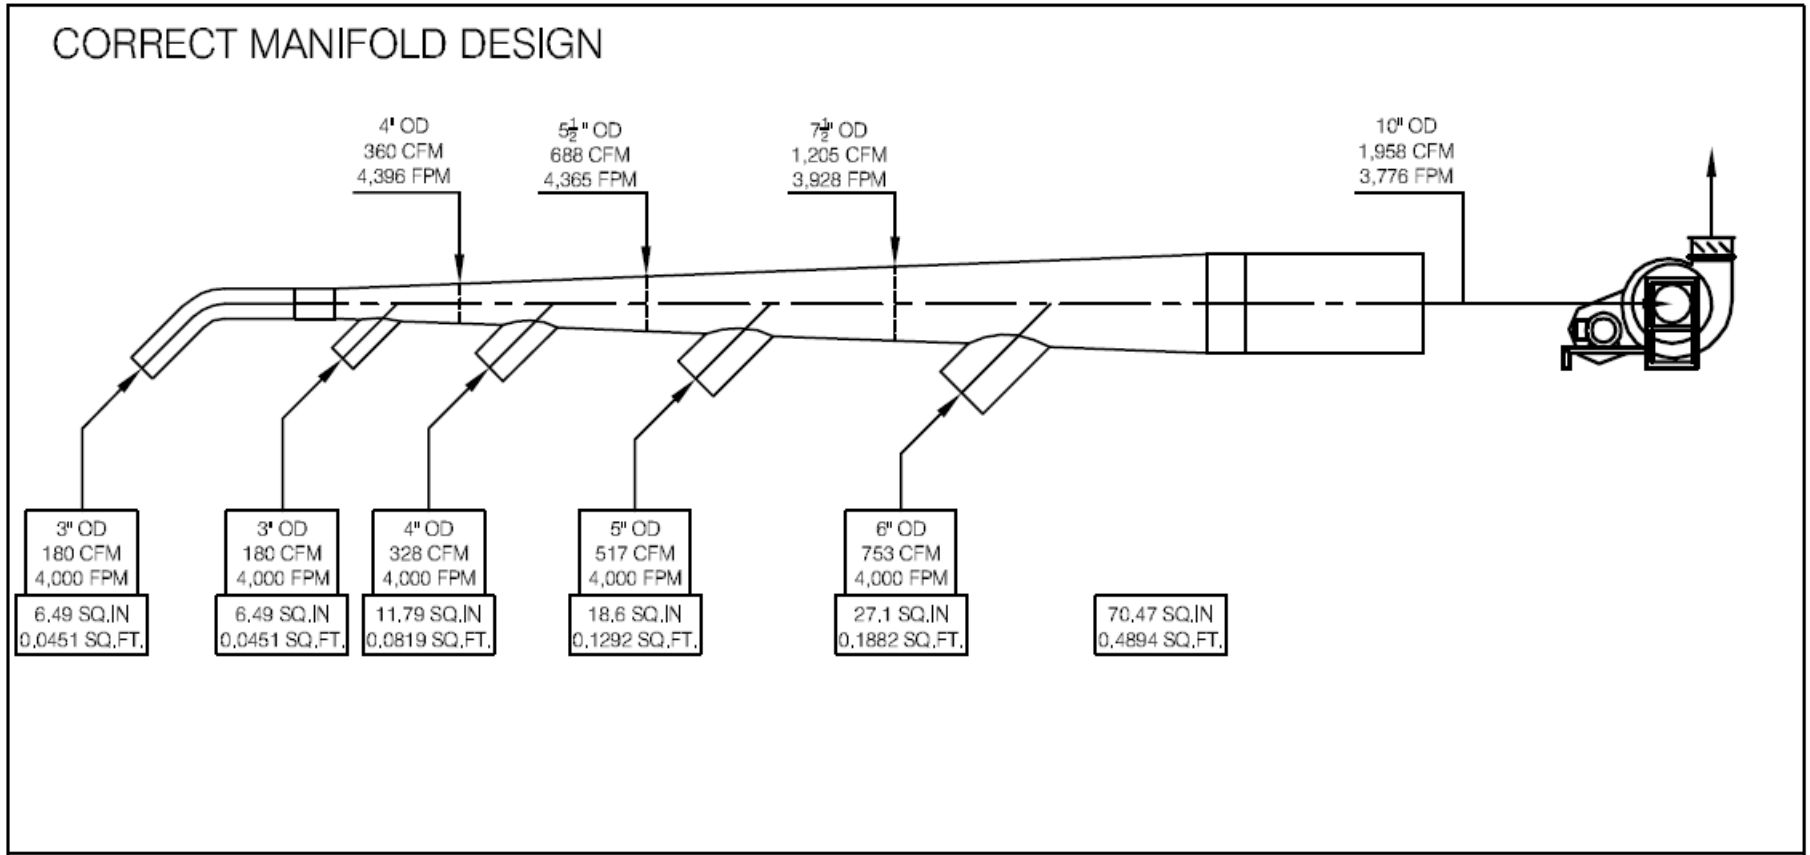 CORRECT MANIFOLD DESIGN
4" OD
360 CFM
4,396 FPM
5½" OD
688 CFM
4,365 FPM
7½" OD
1,205 CFM
3,928 FPM
10" OD
1,958 CFM
3,776 FPM
3" OD
180 CFM
4,000 FPM
6.49 SQ.IN
0.0451 SQ.FT.
3" OD
180 CFM
4,000 FPM
6.49 SQ.IN
0.0451 SQ.FT.
4" OD
328 CFM
4,000 FPM
11.79 SQ.IN
0.0819 SQ.FT.
5" OD
517 CFM
4,000 FPM
18.6 SQ.IN
0.1292 SQ.FT.
6" OD
753 CFM
4,000 FPM
27.1 SQ.IN
0.1882 SQ.FT.
70.47 SQ.IN
0.4894 SQ.FT.